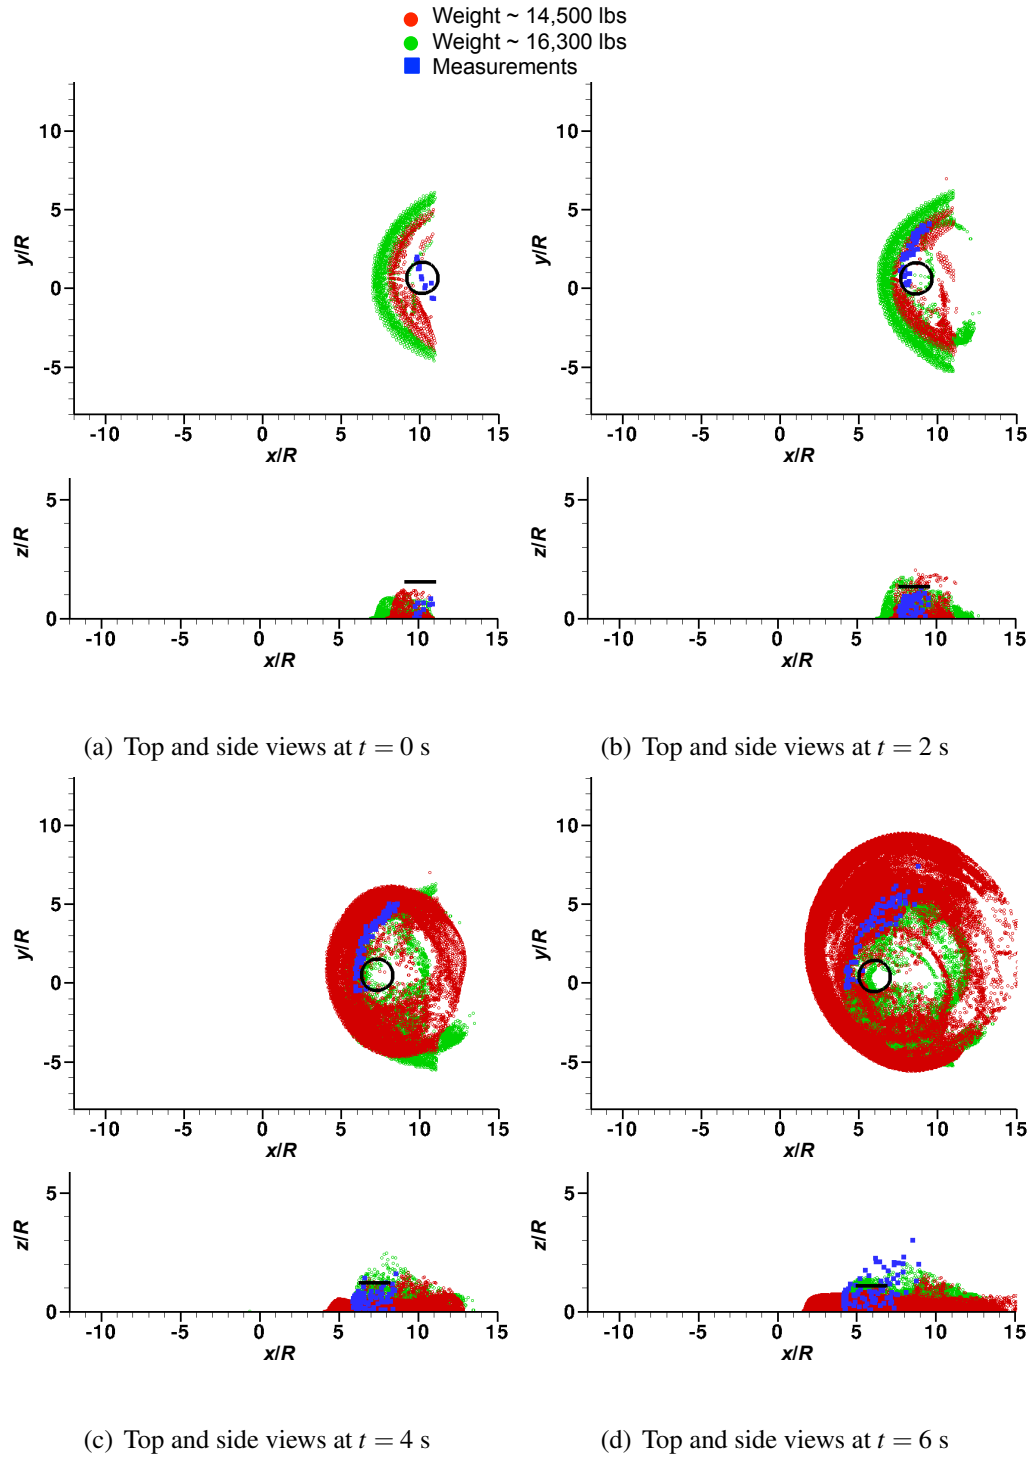 Weight ~ 14,500 lbs
Weight ~ 16,300 lbs
Measurements
10
5
0
-5
y/R
-10 -5 0 5 10 15
x/R
10
5
0
-5
y/R
-10 -5 0 5 10 15
x/R
5
0
z/R
-10 -5 0 5 10 15
x/R
5
0
z/R
-10 -5 0 5 10 15
x/R
(a) Top and side views at t = 0 s
(b) Top and side views at t = 2 s
10
5
0
-5
y/R
-10 -5 0 5 10 15
x/R
10
5
0
-5
y/R
-10 -5 0 5 10 15
x/R
5
0
z/R
-10 -5 0 5 10 15
x/R
5
0
z/R
-10 -5 0 5 10 15
x/R
(c) Top and side views at t = 4 s
(d) Top and side views at t = 6 s